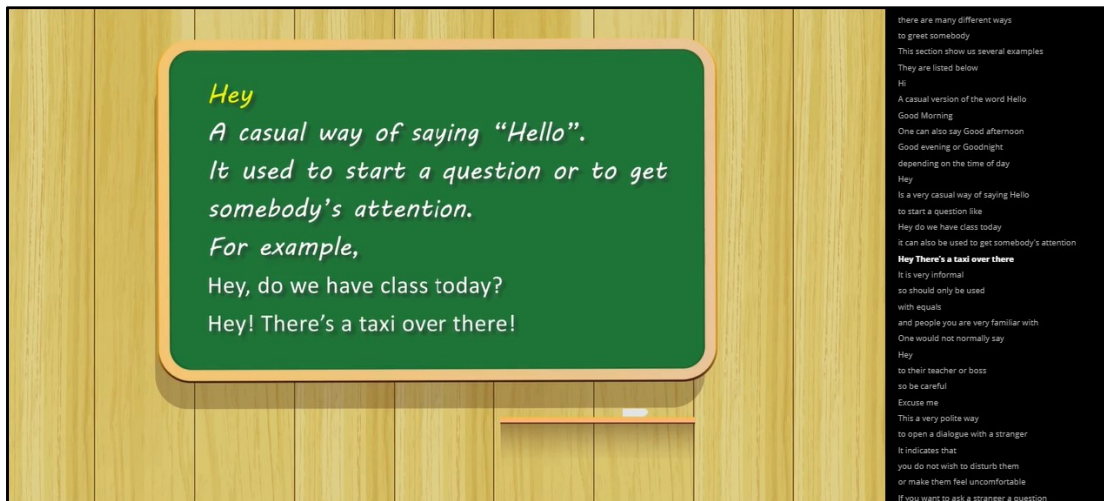 Hey
A casual way of saying “Hello”.
It used to start a question or to get
somebody’s attention.
For example,
Hey, do we have class today?
Hey! There’s a taxi over there!
there are many different ways
to greet somebody
This section show us several examples
They are listed below
Hi
A casual version of the word Hello
Good Morning
One can also say Good afternoon
Good evening or Goodnight
depending on the time of day
Hey
Is a very casual way of saying Hello
to start a question like
Hey do we have class today
it can also be used to get somebody's attention
Hey There's a taxi over there
It is very informal
so should only be used
with equals
and people you are very familiar with
One would not normally say
Hey
to their teacher or boss
so be careful
Excuse me
This a very polite way
to open a dialogue with a stranger
It indicates that
you do not wish to disturb them
or make them feel uncomfortable
If you want to ask a stranger a question